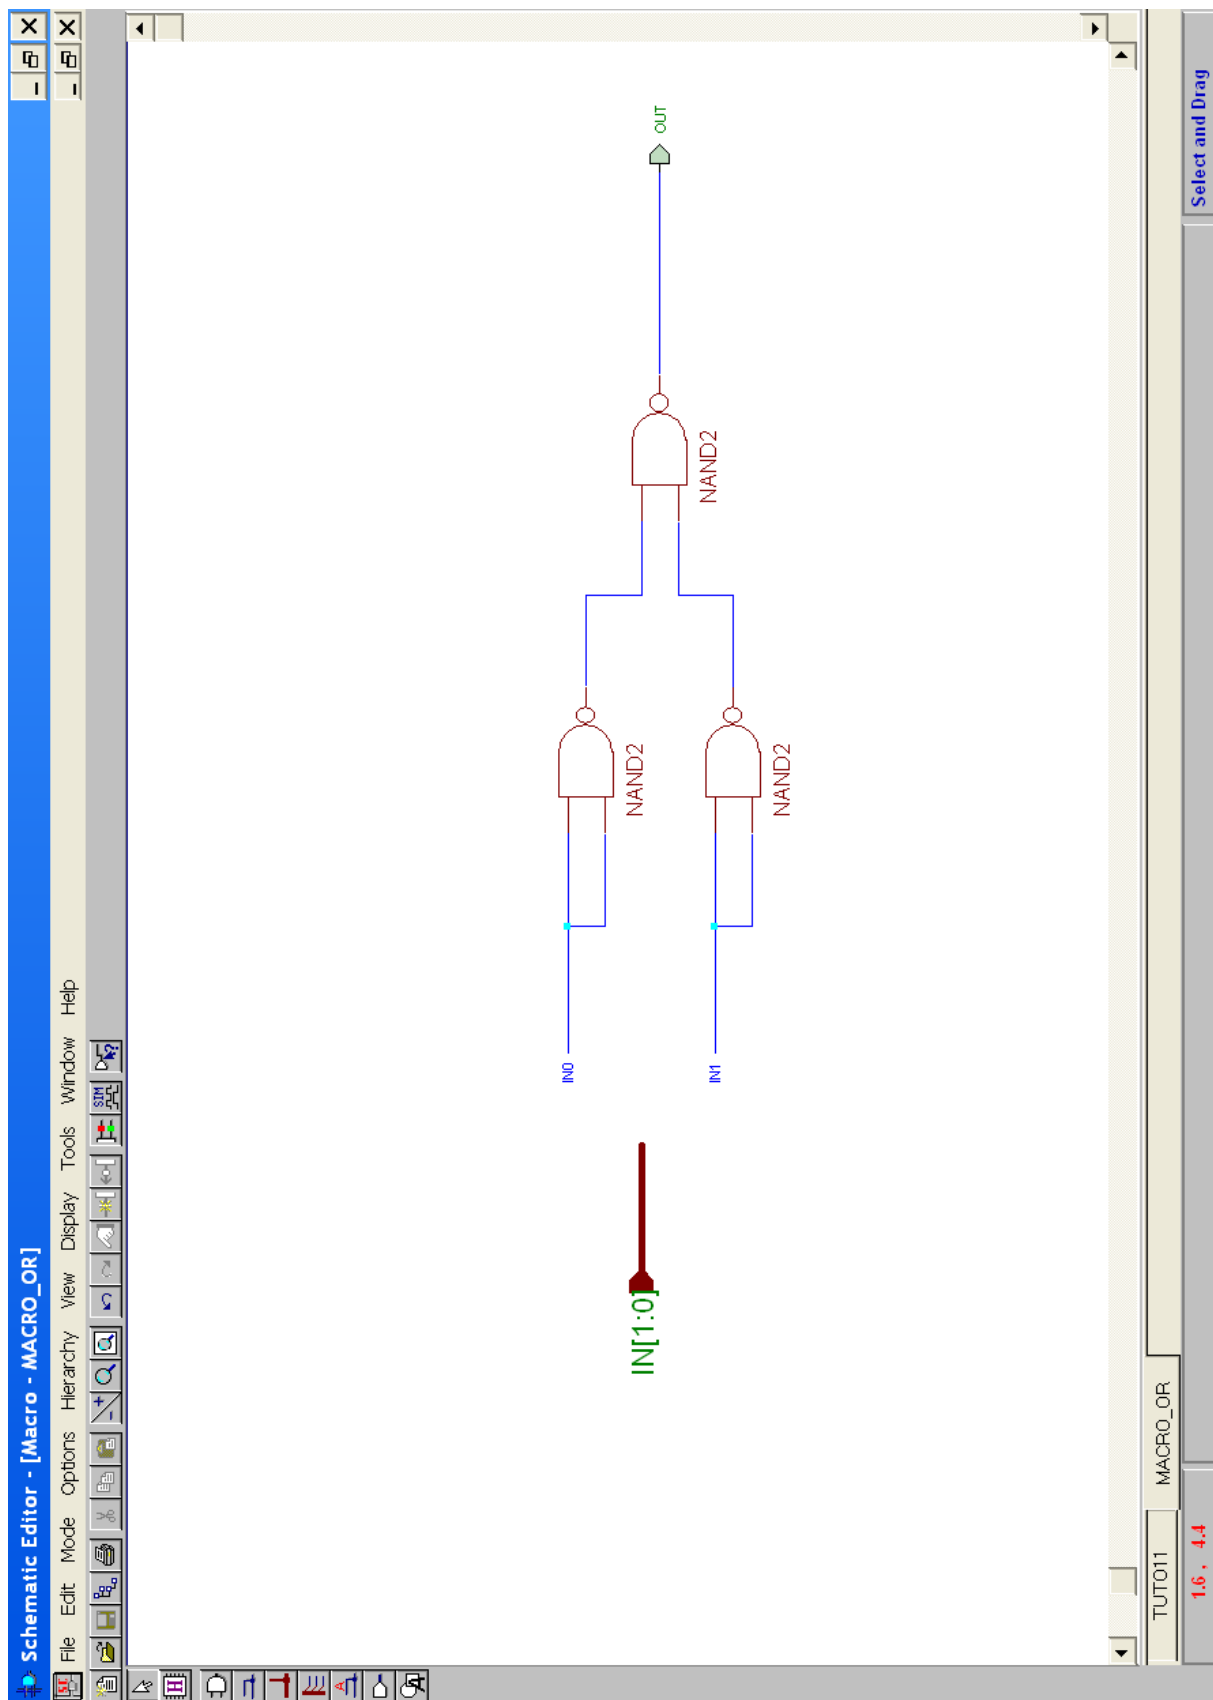 Schematic Editor - [Macro - MACRO_OR]
File Edit Mode Options Hierarchy View Display Tools Window Help
SIM
H
A
A
IN0
NAND2
IN[1:0]
OUT
NAND2
IN1
NAND2
TUTO11 MACRO_OR
1.6 , 4.4 Select and Drag